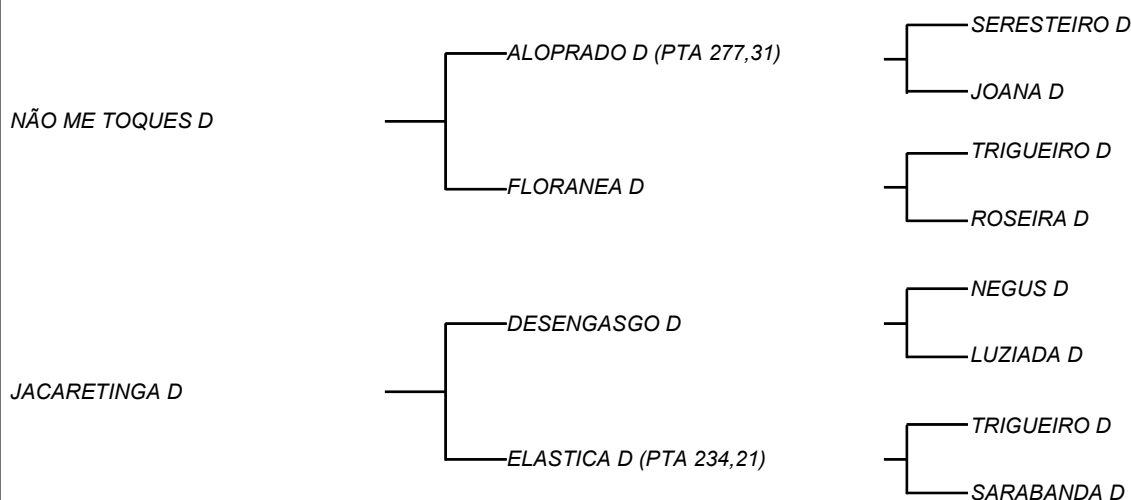 SERESTEIRO D
ALOPRADO D (PTA 277,31)
JOANA D
NÃO ME TOQUES D
TRIGUEIRO D
FLORANEA D
ROSEIRA D
NEGUS D
DESENGASGO D
LUZIADA D
JACARETINGA D
TRIGUEIRO D
ELASTICA D (PTA 234,21)
SARABANDA D